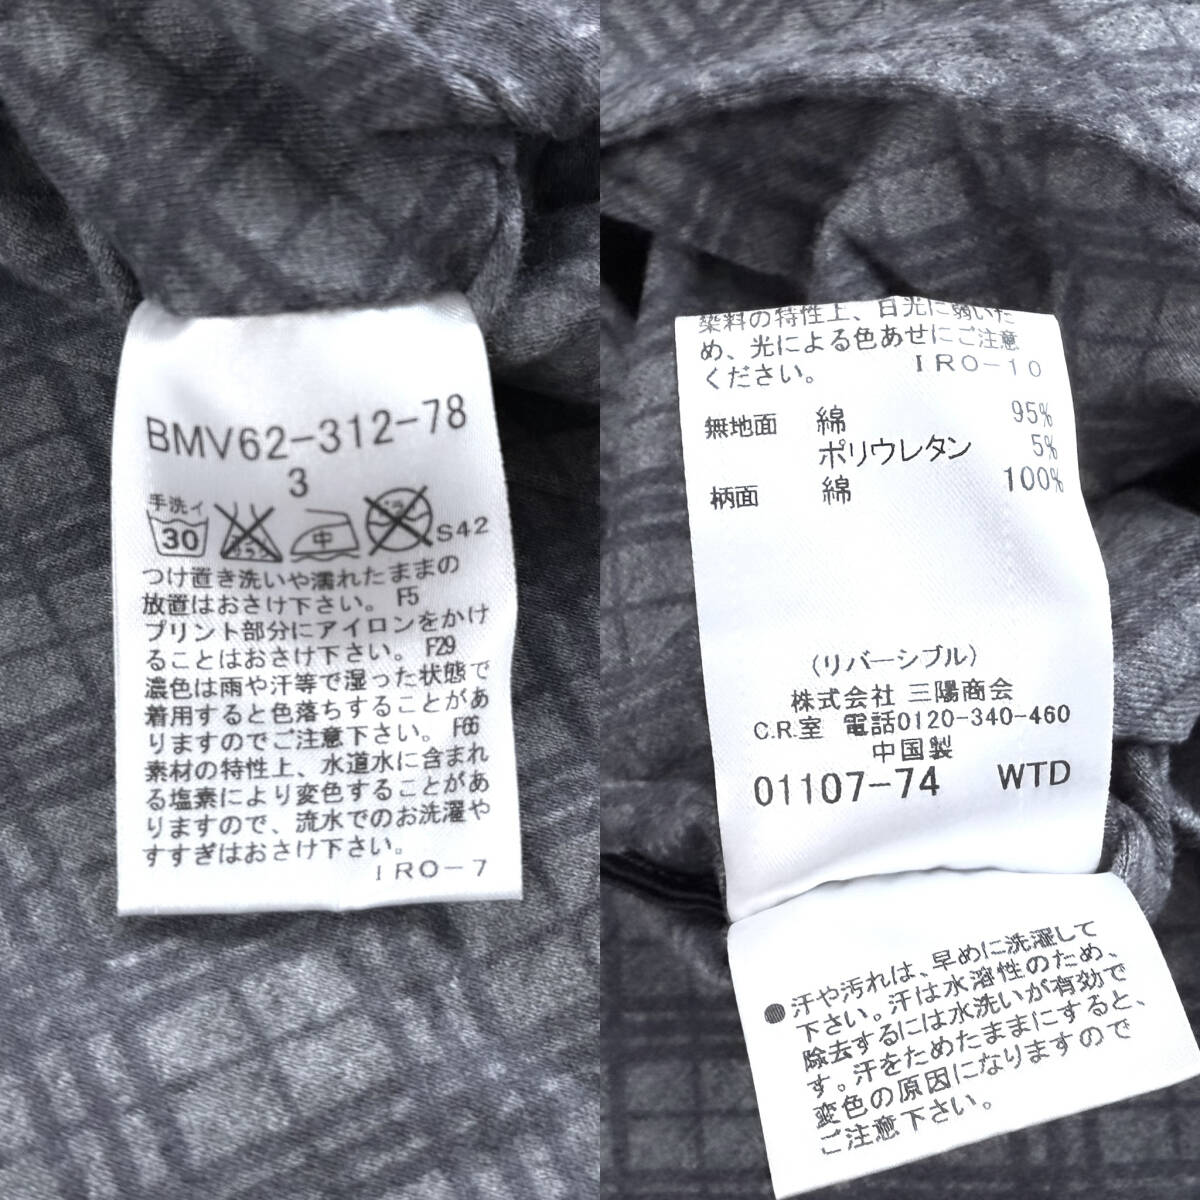 BMV62-312-78
3
手洗イ
30
エンソ
サラシ
中
ドライ
S42
つけ置き洗いや濡れたままの
放置はおさけ下さい。 F5
プリント部分にアイロンをかけ
ることはおさけ下さい。 F29
濃色は雨や汗等で湿った状態で
着用すると色落ちすることがあ
りますのでご注意下さい。 F66
素材の特性上、水道水に含まれ
る塩素により変色することがあ
りますので、流水でのお洗濯や
すすぎはおさけ下さい。
IRO-7
染料の特性上、日光に弱いた
め、光による色あせにご注意
ください。 IRO-10
無地面 綿 95%
ポリウレタン 5%
柄面 綿 100%
(リバーシブル)
株式会社 三陽商会
C.R.室 電話0120-340-460
中国製
01107-74 WTD
●汗や汚れは、早めに洗濯して
下さい。汗は水溶性のため、
除去するには水洗いが有効で
す。汗をためたままにすると、
変色の原因になりますので
ご注意下さい。